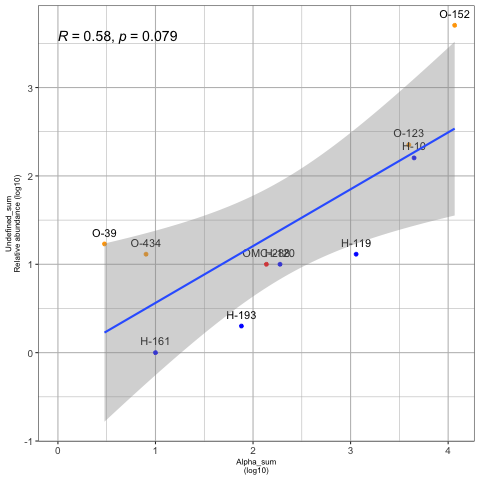 O-152
R = 0.58, p = 0.079
O-123
H-10
O-39
O-434
H-119
H-193
H-161
3
2
1
0
-1
0
1
2
3
4
Undefined_sum
Relative abundance (log10)
Alpha_sum
(log10)